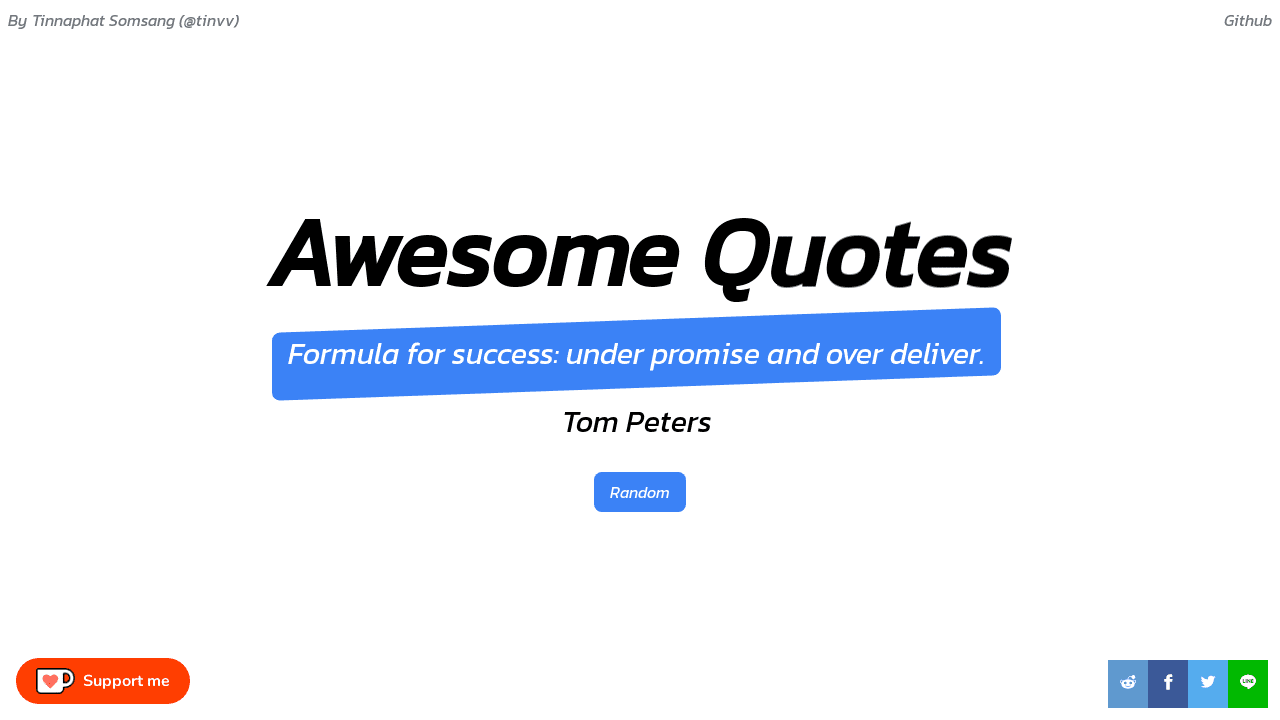 By Tinnaphat Somsang (@tinvv)
Github
Awesome Quotes
Formula for success: under promise and over deliver.
Tom Peters
Random
Support me
LINE